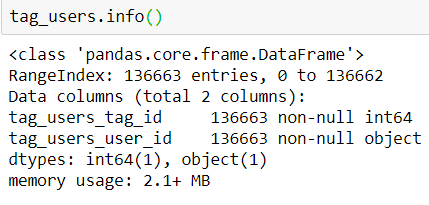 tag_users.info()
<class 'pandas.core.frame.DataFrame'>
RangeIndex: 136663 entries, 0 to 136662
Data columns (total 2 columns):
tag_users_tag_id     136663 non-null int64
tag_users_user_id    136663 non-null object
dtypes: int64(1), object(1)
memory usage: 2.1+ MB